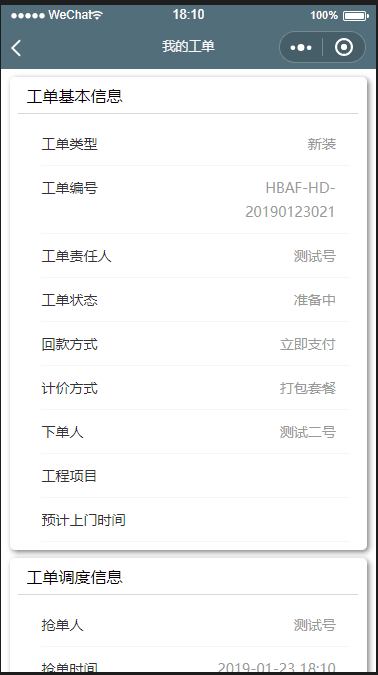 WeChat 18:10 100%
我的工单
工单基本信息
工单类型 新装
工单编号 HBAF-HD-
20190123021
工单责任人 测试号
工单状态 准备中
回款方式 立即支付
计价方式 打包套餐
下单人 测试二号
工程项目
预计上门时间
工单调度信息
抢单人 测试号
抢单时间 2019-01-23 18:10